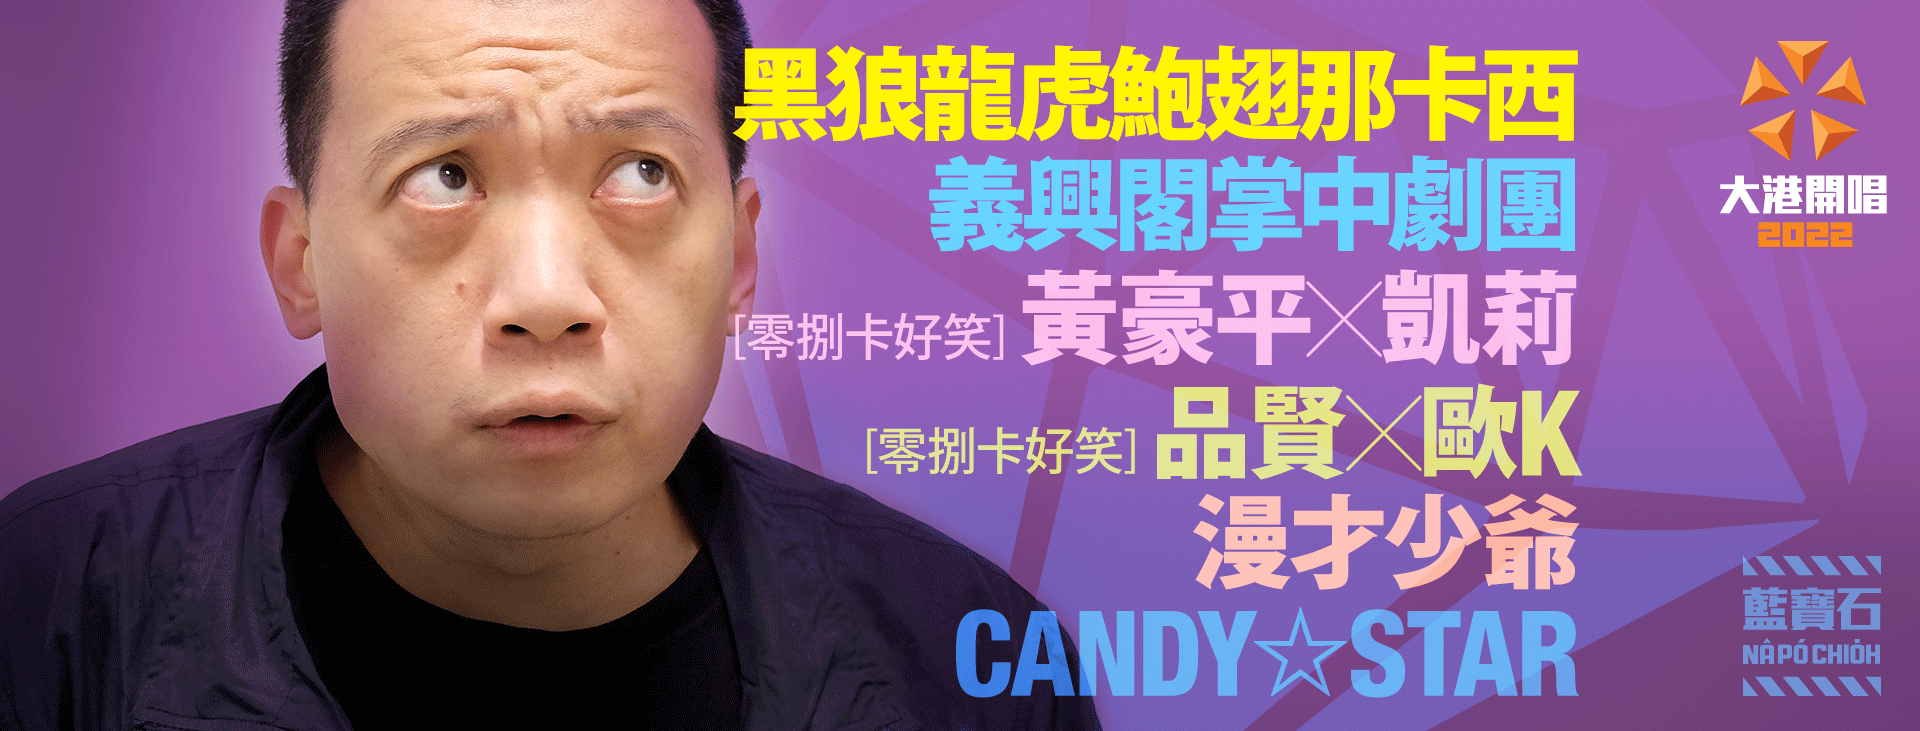 黑狼龍虎鮑翅那卡西
義興閣掌中劇團
[零捌卡好笑] 黃豪平╳凱莉
[零捌卡好笑] 品賢╳歐K
漫才少爺
CANDY☆STAR
大港開唱
2022
藍寶石
NÂ PÓ CHIO̍H